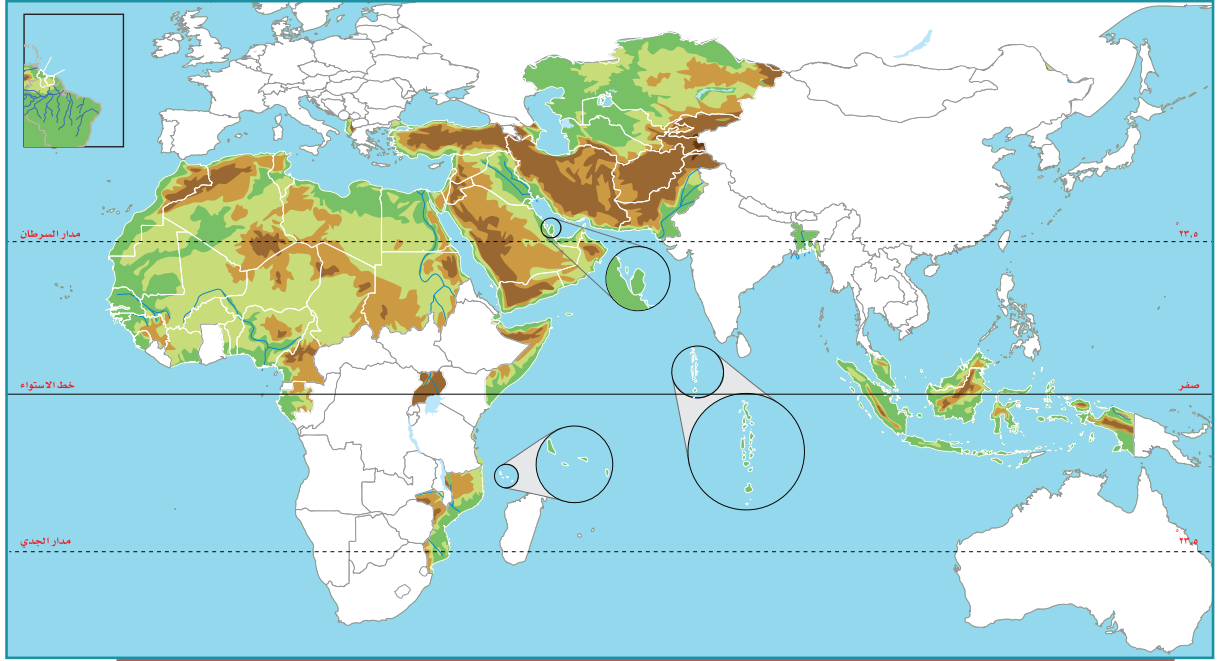 مدار السرطان
°٢٣,٥
خط الاستواء
صفر
مدار الجدي
°٢٣,٥